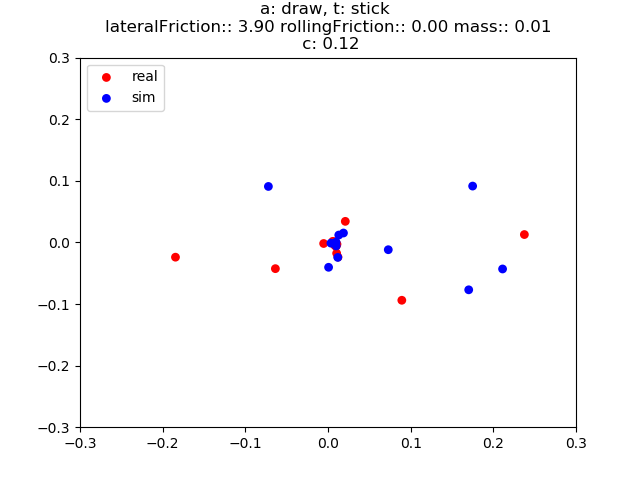 a: draw, t: stick
lateralFriction:: 3.90 rollingFriction:: 0.00 mass:: 0.01
c: 0.12
real
sim
0.3
0.2
0.1
0.0
−0.1
−0.2
−0.3
−0.3
−0.2
−0.1
0.0
0.1
0.2
0.3